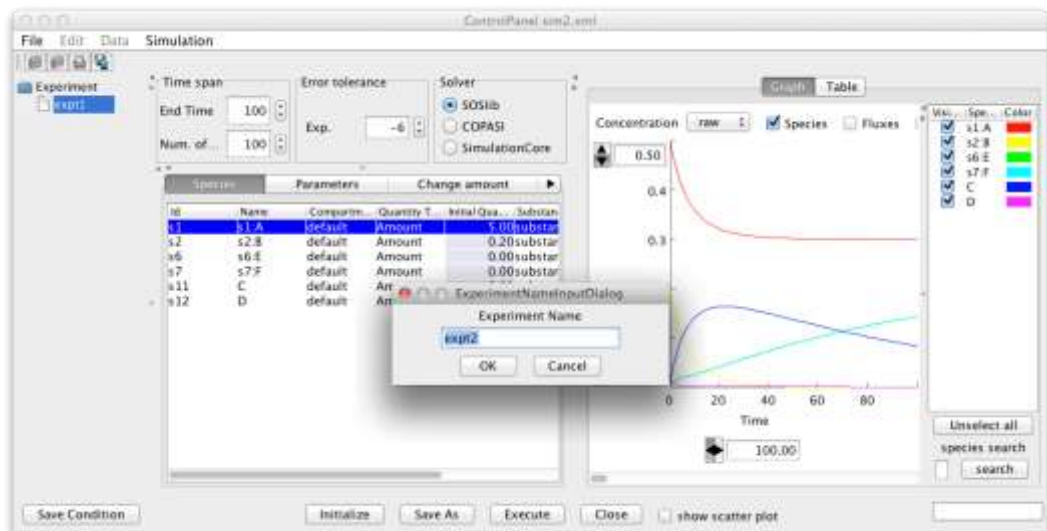 ControlPanel sim2.xml
File Edit Data Simulation
Experiment
expt1
Time span
End Time 100
Num. of... 100
Error tolerance
Exp. -6
Solver
SOSlib
COPASI
SimulationCore
Species Parameters Change amount
Id Name Compartm... Quantity T... Initial Qua... Substan
s1 s1:A default Amount 5.00 substar
s2 s2:B default Amount 0.20 substar
s6 s6:E default Amount 0.00 substar
s7 s7:F default Amount 0.00 substar
s11 C default
s12 D default
ExperimentNameInputDialog
Experiment Name
expt2
OK Cancel
Graph Table
Concentration raw Species Fluxes
0.50
0.4
0.3
0 20 40 60 80
Time
100.00
Visi... Spe... Color
s1:A
s2:B
s6:E
s7:F
C
D
Unselect all
species search
search
Save Condition Initialize Save As Execute Close show scatter plot